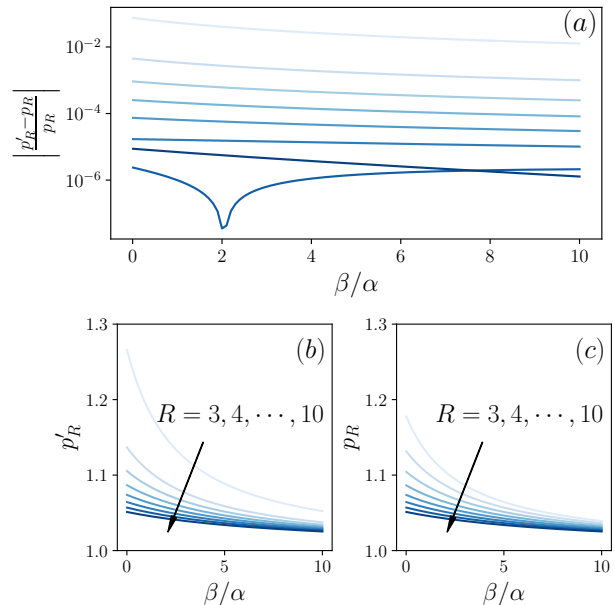 (a)
|p′_R − p_R / p_R|
10⁻²
10⁻⁴
10⁻⁶
0 2 4 6 8 10
β/α
(b)
p′_R
1.3
1.2
1.1
1.0
R = 3, 4, ⋯ , 10
0 5 10
β/α
(c)
p_R
1.3
1.2
1.1
1.0
R = 3, 4, ⋯ , 10
0 5 10
β/α